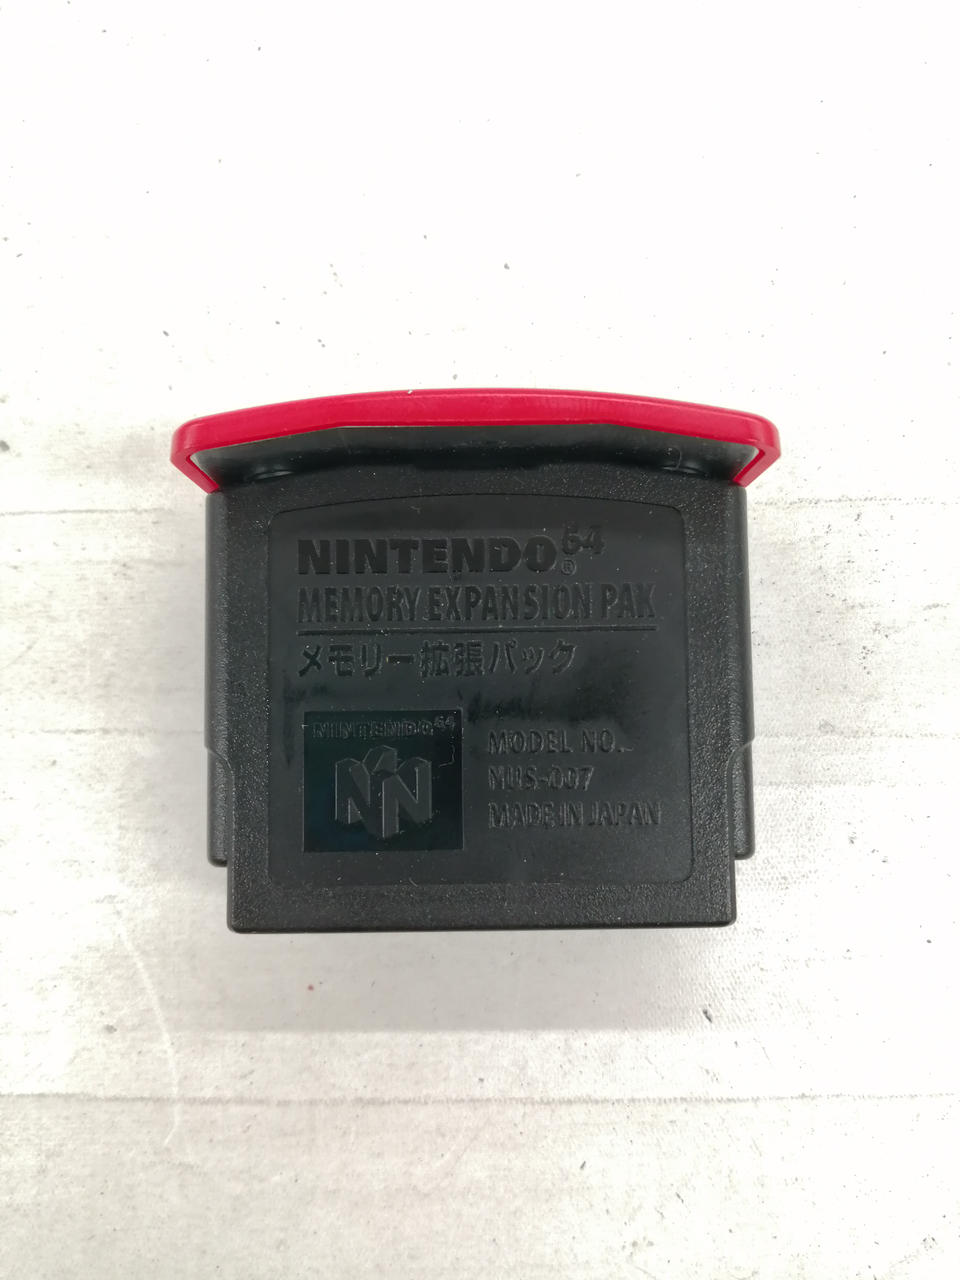 NINTENDO64®
MEMORY EXPANSION PAK
メモリー拡張パック
NINTENDO64
MODEL NO.
NUS-007
MADE IN JAPAN